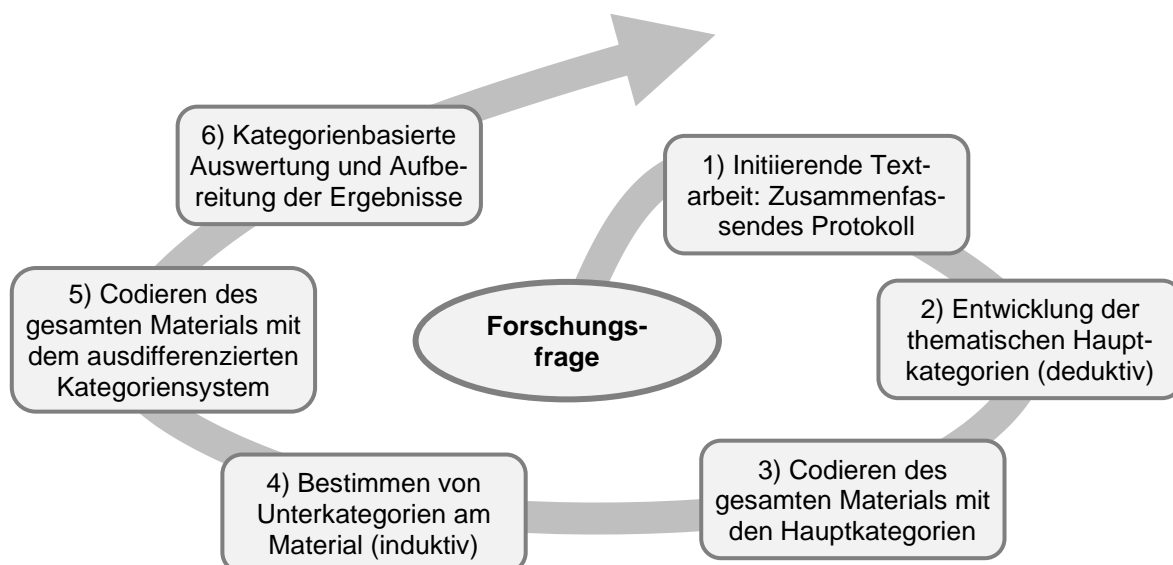 Forschungs-
frage
1) Initiierende Text-
arbeit: Zusammenfas-
sendes Protokoll
2) Entwicklung der
thematischen Haupt-
kategorien (deduktiv)
3) Codieren des
gesamten Materials mit
den Hauptkategorien
4) Bestimmen von
Unterkategorien am
Material (induktiv)
5) Codieren des
gesamten Materials mit
dem ausdifferenzierten
Kategoriensystem
6) Kategorienbasierte
Auswertung und Aufbe-
reitung der Ergebnisse